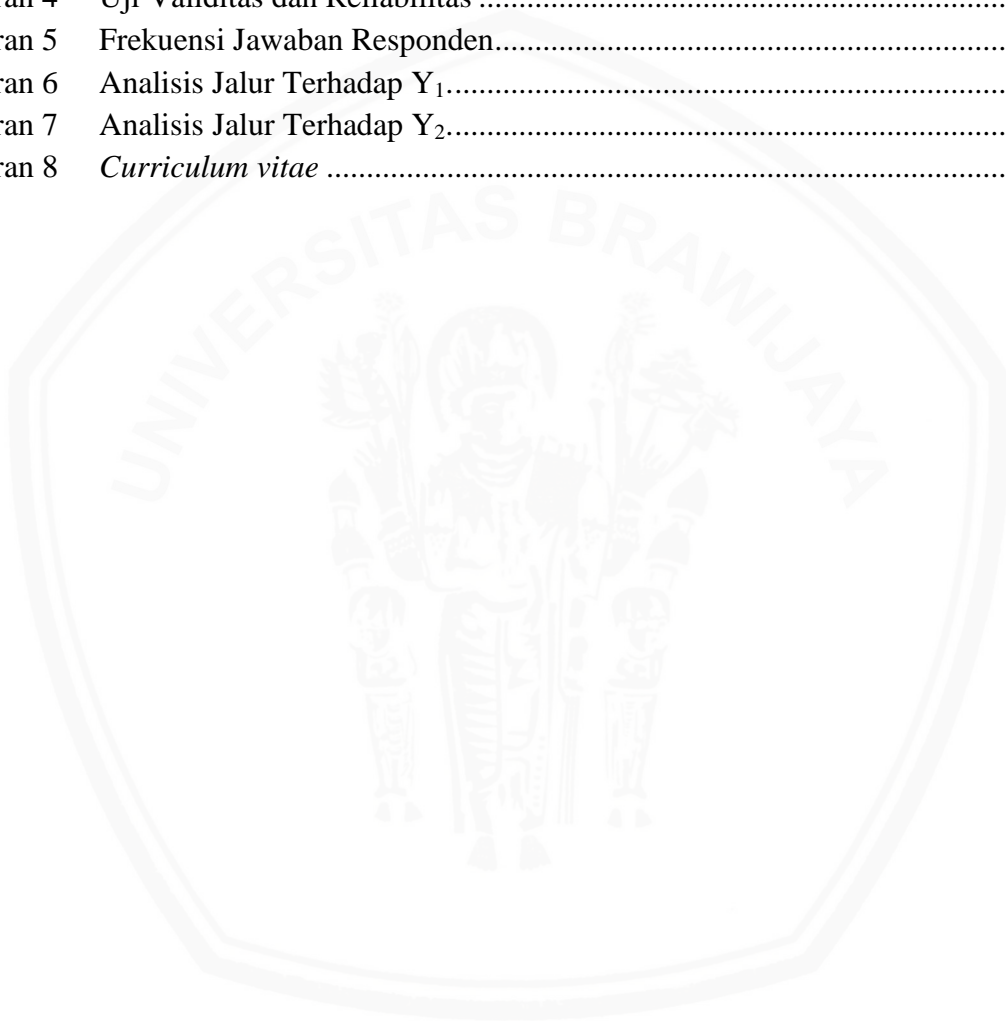 ran 4 Uji Validitas dan Reliabilitas ....................................................................
ran 5 Frekuensi Jawaban Responden..................................................................
ran 6 Analisis Jalur Terhadap Y₁........................................................................
ran 7 Analisis Jalur Terhadap Y₂........................................................................
ran 8 Curriculum vitae ........................................................................................
UNIVERSITAS BRAWIJAYA